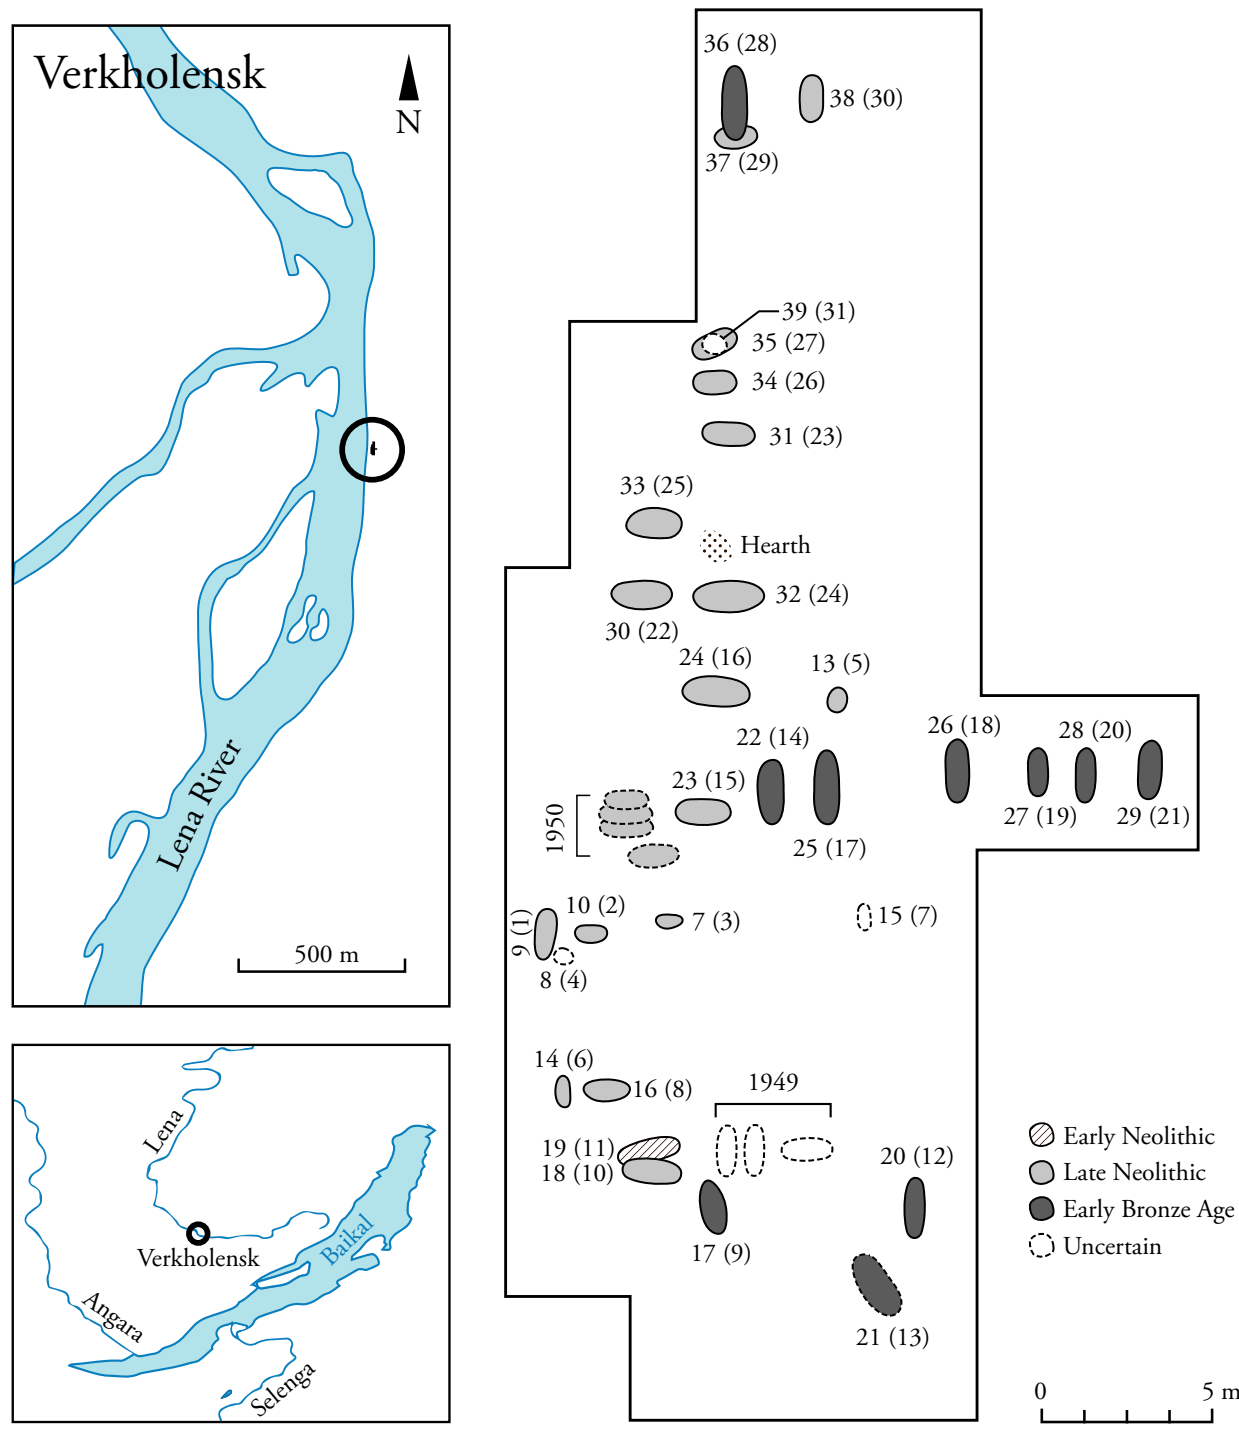 Verkholensk
N
Lena River
500 m
Lena
Verkholensk
Baikal
Angara
Selenga
36 (28)
38 (30)
37 (29)
39 (31)
35 (27)
34 (26)
31 (23)
33 (25)
Hearth
32 (24)
30 (22)
24 (16)
13 (5)
22 (14)
26 (18)
28 (20)
23 (15)
1950
27 (19)
29 (21)
25 (17)
9 (1)
10 (2)
7 (3)
15 (7)
8 (4)
14 (6)
16 (8)
1949
19 (11)
18 (10)
20 (12)
17 (9)
21 (13)
Early Neolithic
Late Neolithic
Early Bronze Age
Uncertain
0 5 m